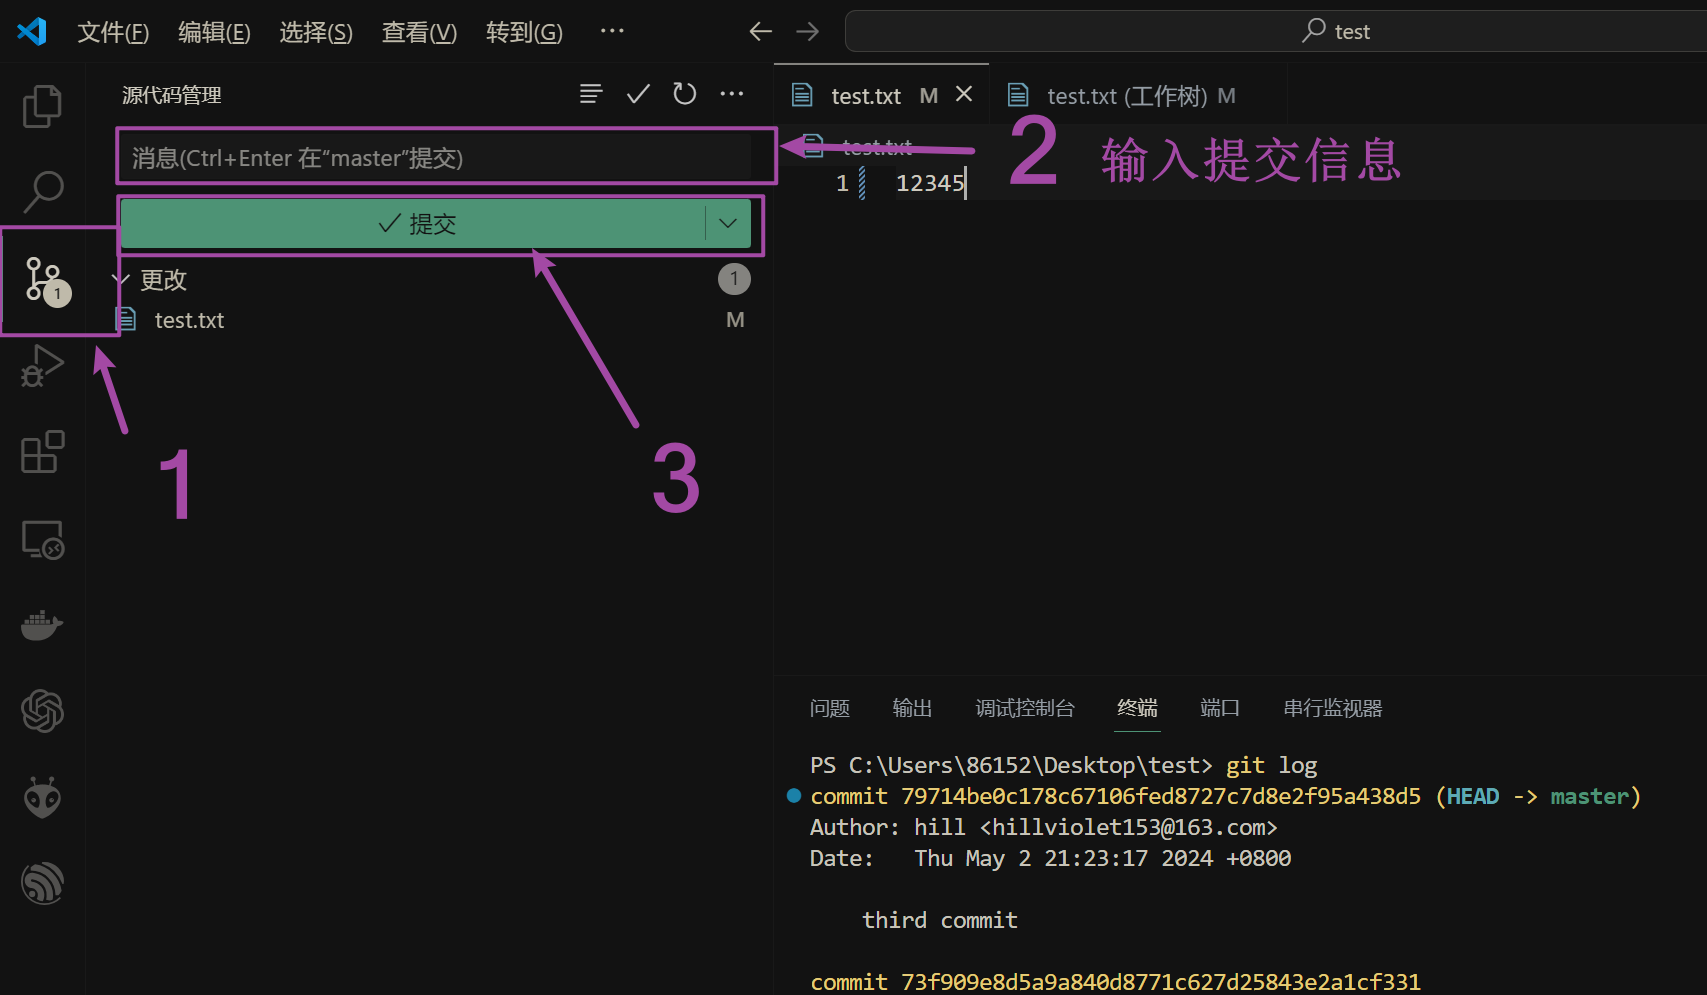 文件(F) 编辑(E) 选择(S) 查看(V) 转到(G) ··· test
源代码管理
消息(Ctrl+Enter 在“master”提交)
提交
更改 1
test.txt M
1
1
2 输入提交信息
3
test.txt M test.txt (工作树) M
test.txt
1 12345
问题 输出 调试控制台 终端 端口 串行监视器
PS C:\Users\86152\Desktop\test> git log
commit 79714be0c178c67106fed8727c7d8e2f95a438d5 (HEAD -> master)
Author: hill <hillviolet153@163.com>
Date:   Thu May 2 21:23:17 2024 +0800
third commit
commit 73f909e8d5a9a840d8771c627d25843e2a1cf331